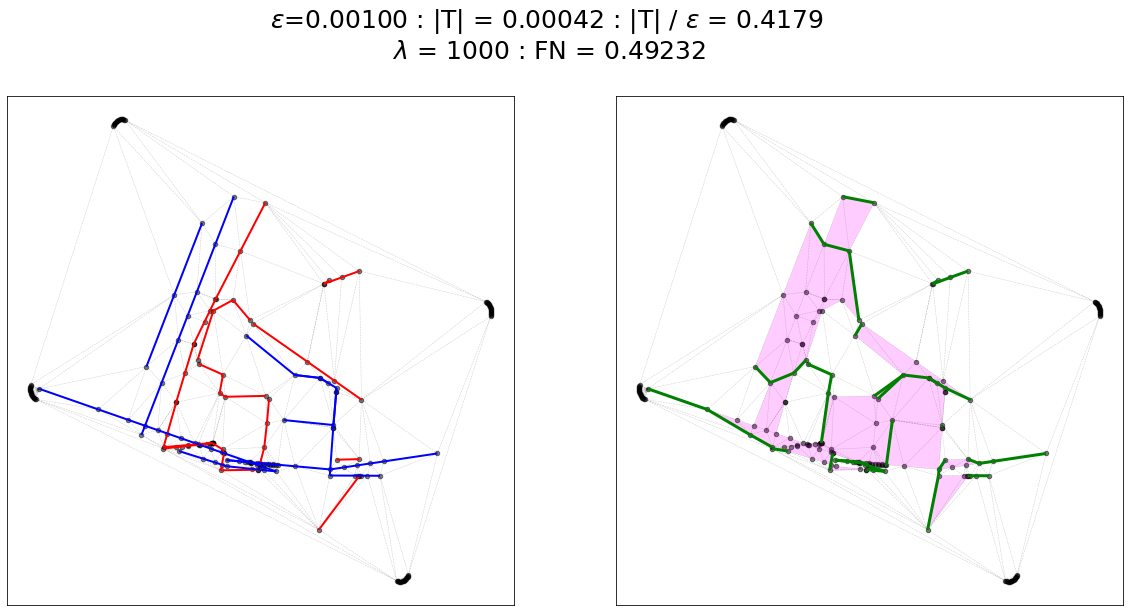 ε=0.00100 : |T| = 0.00042 : |T| / ε = 0.4179
λ = 1000 : FN = 0.49232